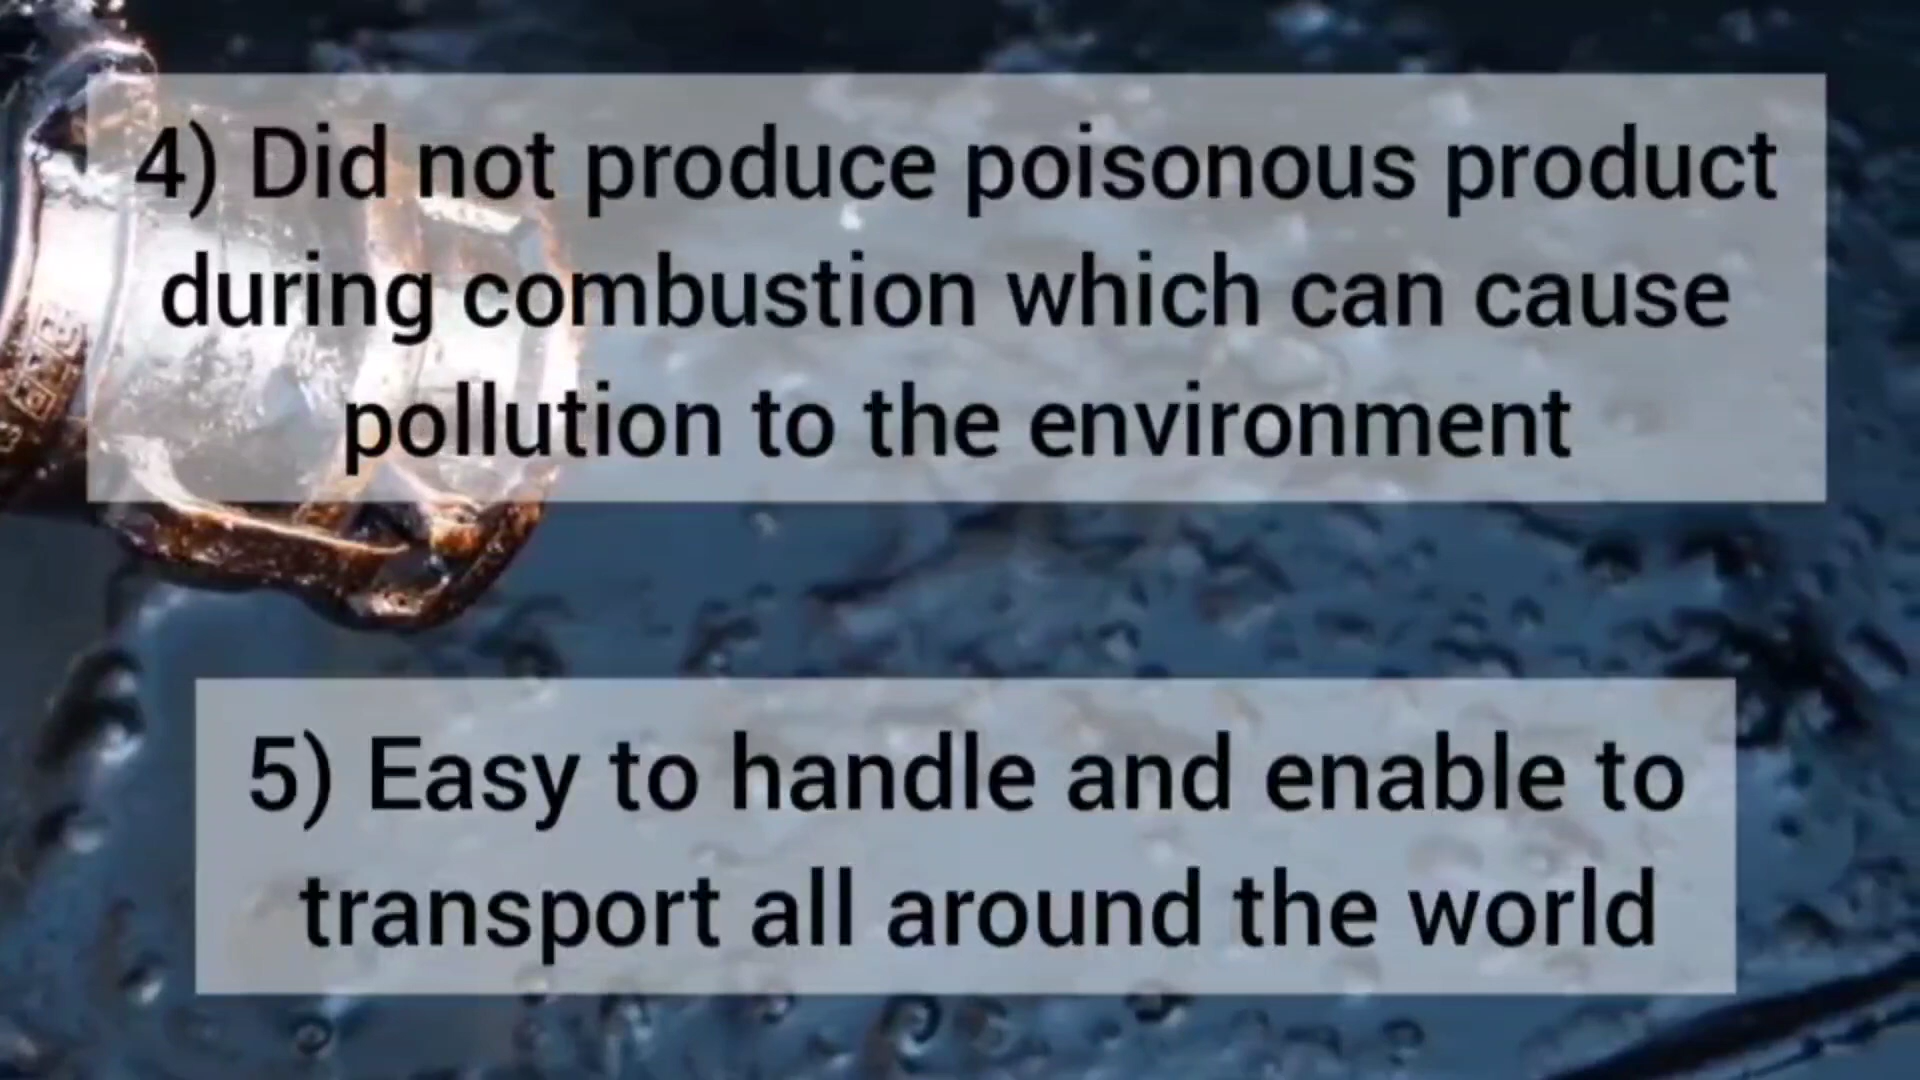 4) Did not produce poisonous product
during combustion which can cause
pollution to the environment
5) Easy to handle and enable to
transport all around the world